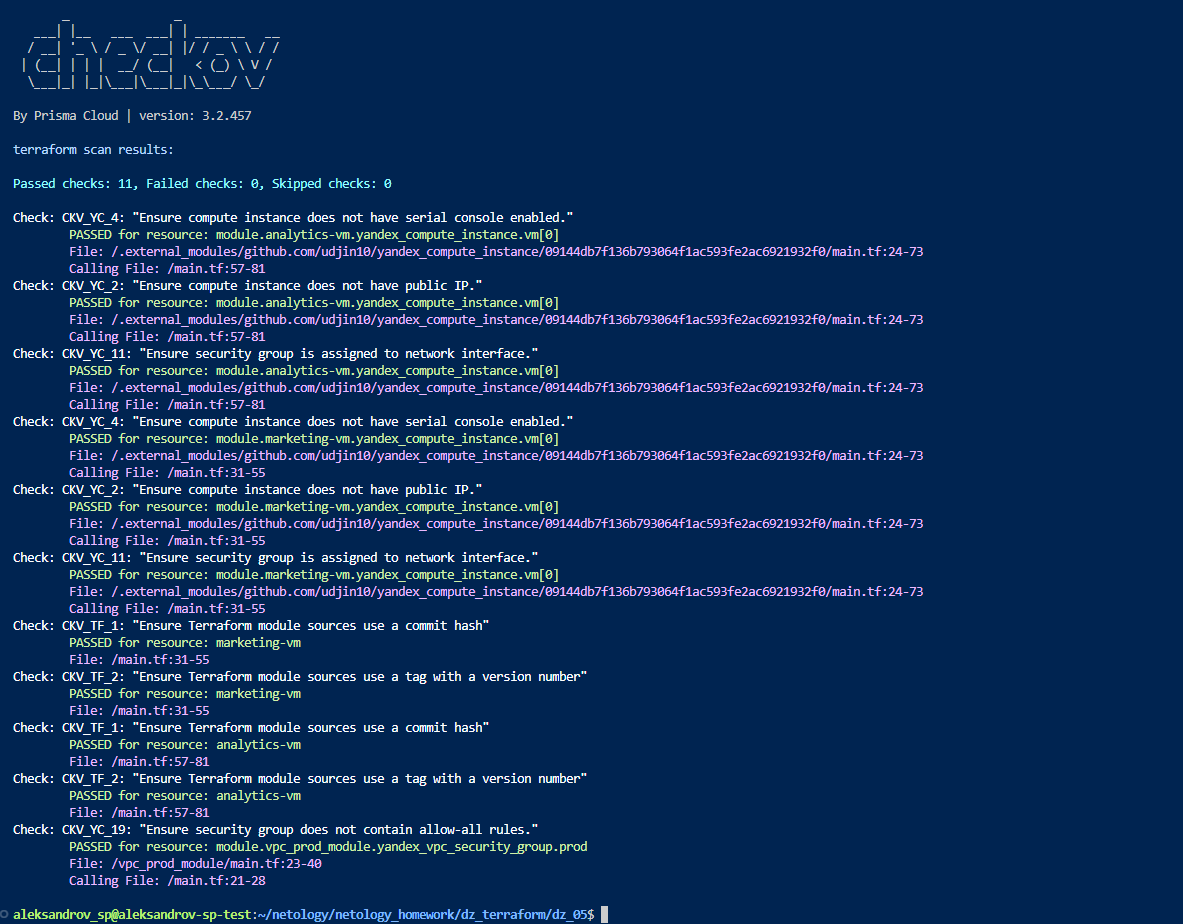 _               _
   ___| |__   ___  ___| | _______   __
  / __| '_ \ / _ \/ __| |/ / _ \ \ / /
 | (__| | | |  __/ (__|   < (_) \ V /
  \___|_| |_|\___|\___|_|\_\___/ \_/
By Prisma Cloud | version: 3.2.457
terraform scan results:
Passed checks: 11, Failed checks: 0, Skipped checks: 0
Check: CKV_YC_4: "Ensure compute instance does not have serial console enabled."
        PASSED for resource: module.analytics-vm.yandex_compute_instance.vm[0]
        File: /.external_modules/github.com/udjin10/yandex_compute_instance/09144db7f136b793064f1ac593fe2ac6921932f0/main.tf:24-73
        Calling File: /main.tf:57-81
Check: CKV_YC_2: "Ensure compute instance does not have public IP."
        PASSED for resource: module.analytics-vm.yandex_compute_instance.vm[0]
        File: /.external_modules/github.com/udjin10/yandex_compute_instance/09144db7f136b793064f1ac593fe2ac6921932f0/main.tf:24-73
        Calling File: /main.tf:57-81
Check: CKV_YC_11: "Ensure security group is assigned to network interface."
        PASSED for resource: module.analytics-vm.yandex_compute_instance.vm[0]
        File: /.external_modules/github.com/udjin10/yandex_compute_instance/09144db7f136b793064f1ac593fe2ac6921932f0/main.tf:24-73
        Calling File: /main.tf:57-81
Check: CKV_YC_4: "Ensure compute instance does not have serial console enabled."
        PASSED for resource: module.marketing-vm.yandex_compute_instance.vm[0]
        File: /.external_modules/github.com/udjin10/yandex_compute_instance/09144db7f136b793064f1ac593fe2ac6921932f0/main.tf:24-73
        Calling File: /main.tf:31-55
Check: CKV_YC_2: "Ensure compute instance does not have public IP."
        PASSED for resource: module.marketing-vm.yandex_compute_instance.vm[0]
        File: /.external_modules/github.com/udjin10/yandex_compute_instance/09144db7f136b793064f1ac593fe2ac6921932f0/main.tf:24-73
        Calling File: /main.tf:31-55
Check: CKV_YC_11: "Ensure security group is assigned to network interface."
        PASSED for resource: module.marketing-vm.yandex_compute_instance.vm[0]
        File: /.external_modules/github.com/udjin10/yandex_compute_instance/09144db7f136b793064f1ac593fe2ac6921932f0/main.tf:24-73
        Calling File: /main.tf:31-55
Check: CKV_TF_1: "Ensure Terraform module sources use a commit hash"
        PASSED for resource: marketing-vm
        File: /main.tf:31-55
Check: CKV_TF_2: "Ensure Terraform module sources use a tag with a version number"
        PASSED for resource: marketing-vm
        File: /main.tf:31-55
Check: CKV_TF_1: "Ensure Terraform module sources use a commit hash"
        PASSED for resource: analytics-vm
        File: /main.tf:57-81
Check: CKV_TF_2: "Ensure Terraform module sources use a tag with a version number"
        PASSED for resource: analytics-vm
        File: /main.tf:57-81
Check: CKV_YC_19: "Ensure security group does not contain allow-all rules."
        PASSED for resource: module.vpc_prod_module.yandex_vpc_security_group.prod
        File: /vpc_prod_module/main.tf:23-40
        Calling File: /main.tf:21-28
aleksandrov_sp@aleksandrov-sp-test:~/netology/netology_homework/dz_terraform/dz_05$